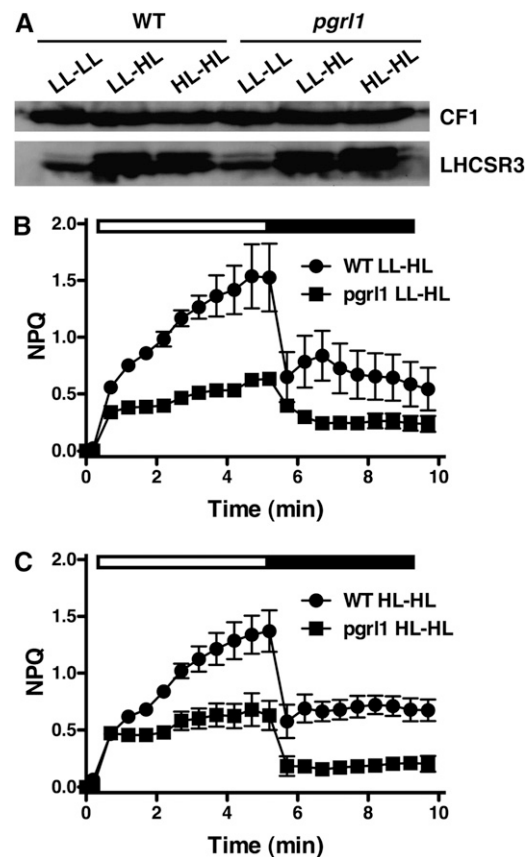 A
WT pgrl1
LL-LL LL-HL HL-HL LL-LL LL-HL HL-HL
CF1
LHCSR3
B
2.0
1.5
1.0
0.5
0.0
NPQ
WT LL-HL
pgrl1 LL-HL
0 2 4 6 8 10
Time (min)
C
2.0
1.5
1.0
0.5
0.0
NPQ
WT HL-HL
pgrl1 HL-HL
0 2 4 6 8 10
Time (min)